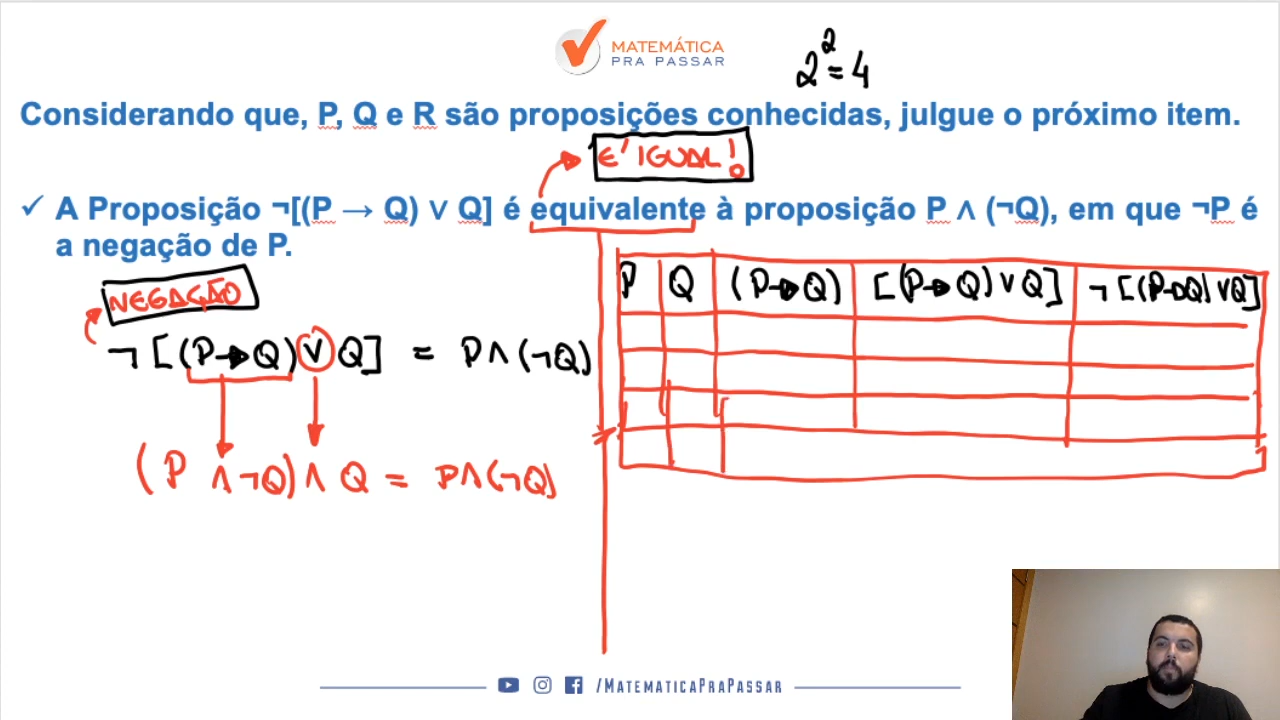 MATEMÁTICA
PRA PASSAR
2² = 4
Considerando que, P, Q e R são proposições conhecidas, julgue o próximo item.
É IGUAL!
✓ A Proposição ¬[(P → Q) ∨ Q] é equivalente à proposição P ∧ (¬Q), em que ¬P é
a negação de P.
NEGAÇÃO
P Q (P→Q) [(P→Q) ∨ Q] ¬[(P→Q) ∨ Q]
¬[(P→Q) ∨ Q] = P ∧ (¬Q)
(P ∧ ¬Q) ∧ Q = P ∧ (¬Q)
/MATEMATICAPRAPASSAR